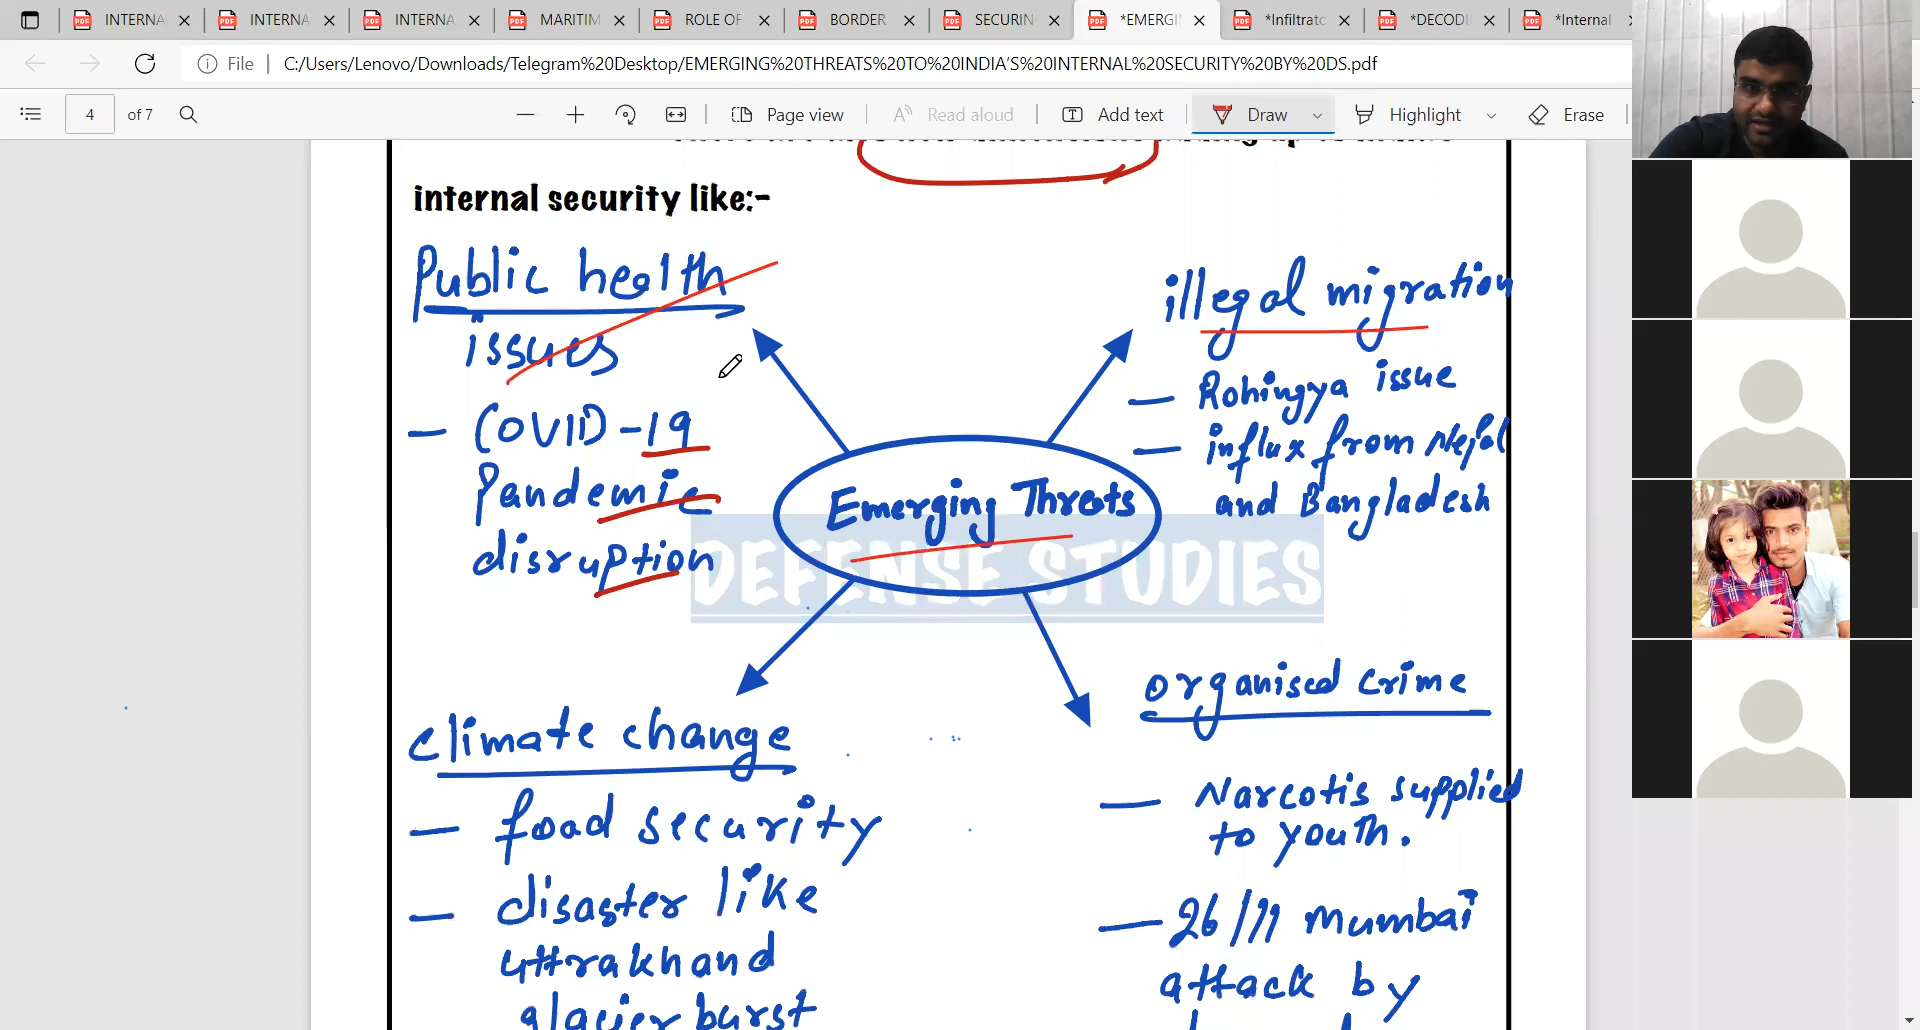 INTERNA
INTERNA
INTERNA
MARITIM
ROLE OF
BORDER
SECURIN
*EMERGI
*Infiltrato
*DECODI
*Internal
File
C:/Users/Lenovo/Downloads/Telegram%20Desktop/EMERGING%20THREATS%20TO%20INDIA'S%20INTERNAL%20SECURITY%20BY%20DS.pdf
4 of 7
Page view
Read aloud
Add text
Draw
Highlight
Erase
internal security like:-
Public health
issues
— COVID-19
Pandemic
disruption
illegal migration
— Rohingya issue
— influx from Nepal
and Bangladesh
Emerging Threats
DEFENSE STUDIES
climate change
— food security
— disaster like
uttrakhand
glacier burst
organised crime
— Narcotis supplied
to youth.
— 26/11 mumbai
attack by